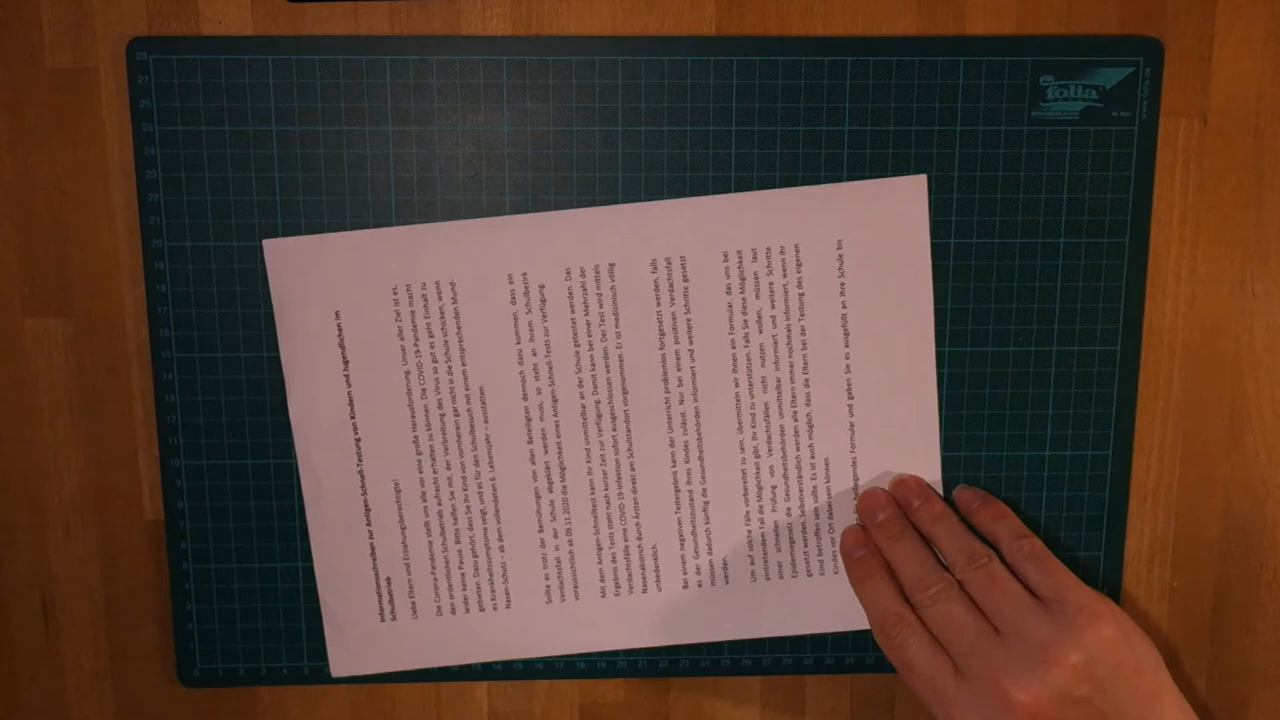 Informationsschreiben zur Antigen-Schnell-Testung von Kindern und Jugendlichen im
Schulbetrieb
Liebe Eltern und Erziehungsberechtigte!
Die Corona-Pandemie stellt uns alle vor eine große Herausforderung. Unser aller Ziel ist es,
den ordentlichen Schulbetrieb aufrecht erhalten zu können. Die COVID-19-Pandemie macht
leider keine Pause. Bitte helfen Sie mit, der Verbreitung des Virus so gut es geht Einhalt zu
gebieten. Dazu gehört, dass Sie Ihr Kind von vornherein gar nicht in die Schule schicken, wenn
es Krankheitssymptome zeigt, und es für den Schulbesuch mit einem entsprechenden Mund-
Nasen-Schutz – ab dem vollendeten 6. Lebensjahr – ausstatten.
Sollte es trotz der Bemühungen von allen Beteiligten dennoch dazu kommen, dass ein
Verdachtsfall in der Schule abgeklärt werden muss, so steht an Ihrem Schulbezirk
voraussichtlich ab 09.11.2020 die Möglichkeit eines Antigen-Schnell-Tests zur Verfügung.
Mit dem Antigen-Schnelltest kann Ihr Kind unmittelbar an der Schule getestet werden. Das
Ergebnis des Tests steht nach kurzer Zeit zur Verfügung. Damit kann bei einer Mehrzahl der
Verdachtsfälle eine COVID-19-Infektion sofort ausgeschlossen werden. Der Test wird mittels
Nasenabstrich durch Ärzten direkt am Schulstandort vorgenommen. Er ist medizinisch völlig
unbedenklich.
Bei einem negativen Testergebnis kann der Unterricht problemlos fortgesetzt werden, falls
es der Gesundheitszustand Ihres Kindes zulässt. Nur bei einem positiven Verdachtsfall
müssen dadurch künftig die Gesundheitsbehörden informiert und weitere Schritte gesetzt
werden.
Um auf solche Fälle vorbereitet zu sein, übermitteln wir Ihnen ein Formular, das uns bei
eintretendem Fall die Möglichkeit gibt, Ihr Kind zu unterstützen. Falls Sie diese Möglichkeit
einer schnellen Prüfung von Verdachtsfällen nicht nutzen wollen, müssen laut
Epidemiegesetz die Gesundheitsbehörden unmittelbar informiert und weitere Schritte
gesetzt werden. Selbstverständlich werden alle Eltern immer nochmals informiert, wenn ihr
Kind betroffen sein sollte. Es ist auch möglich, dass die Eltern bei der Testung des eigenen
Kindes vor Ort dabei sein können.
beiliegendes Formular und geben Sie es ausgefüllt an Ihre Schule bis
folia
www.folia.de